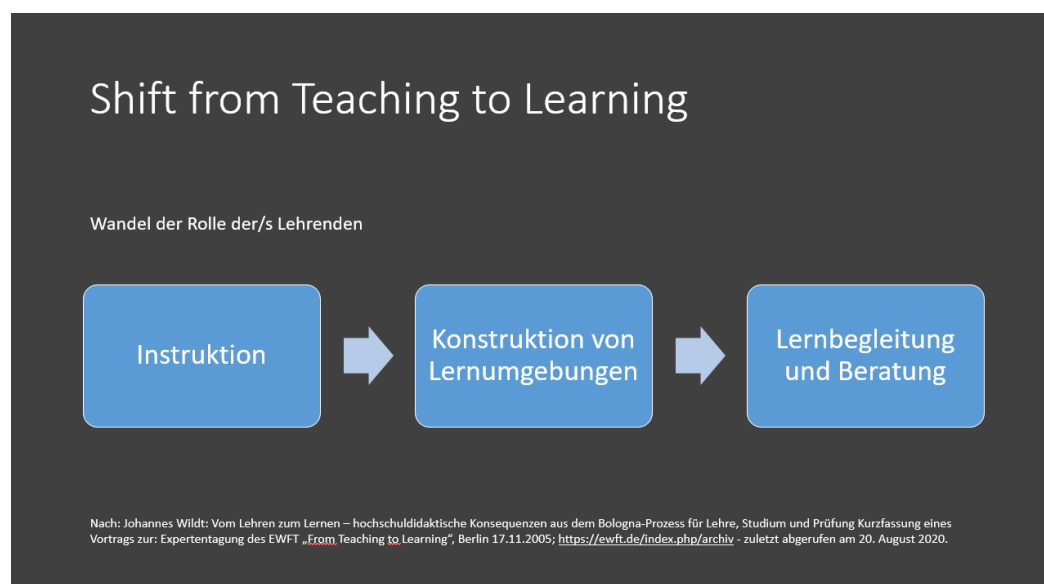 Shift from Teaching to Learning
Wandel der Rolle der/s Lehrenden
Instruktion
Konstruktion von
Lernumgebungen
Lernbegleitung
und Beratung
Nach: Johannes Wildt: Vom Lehren zum Lernen – hochschuldidaktische Konsequenzen aus dem Bologna-Prozess für Lehre, Studium und Prüfung Kurzfassung eines
Vortrags zur: Expertentagung des EWFT „From Teaching to Learning“, Berlin 17.11.2005; https://ewft.de/index.php/archiv - zuletzt abgerufen am 20. August 2020.